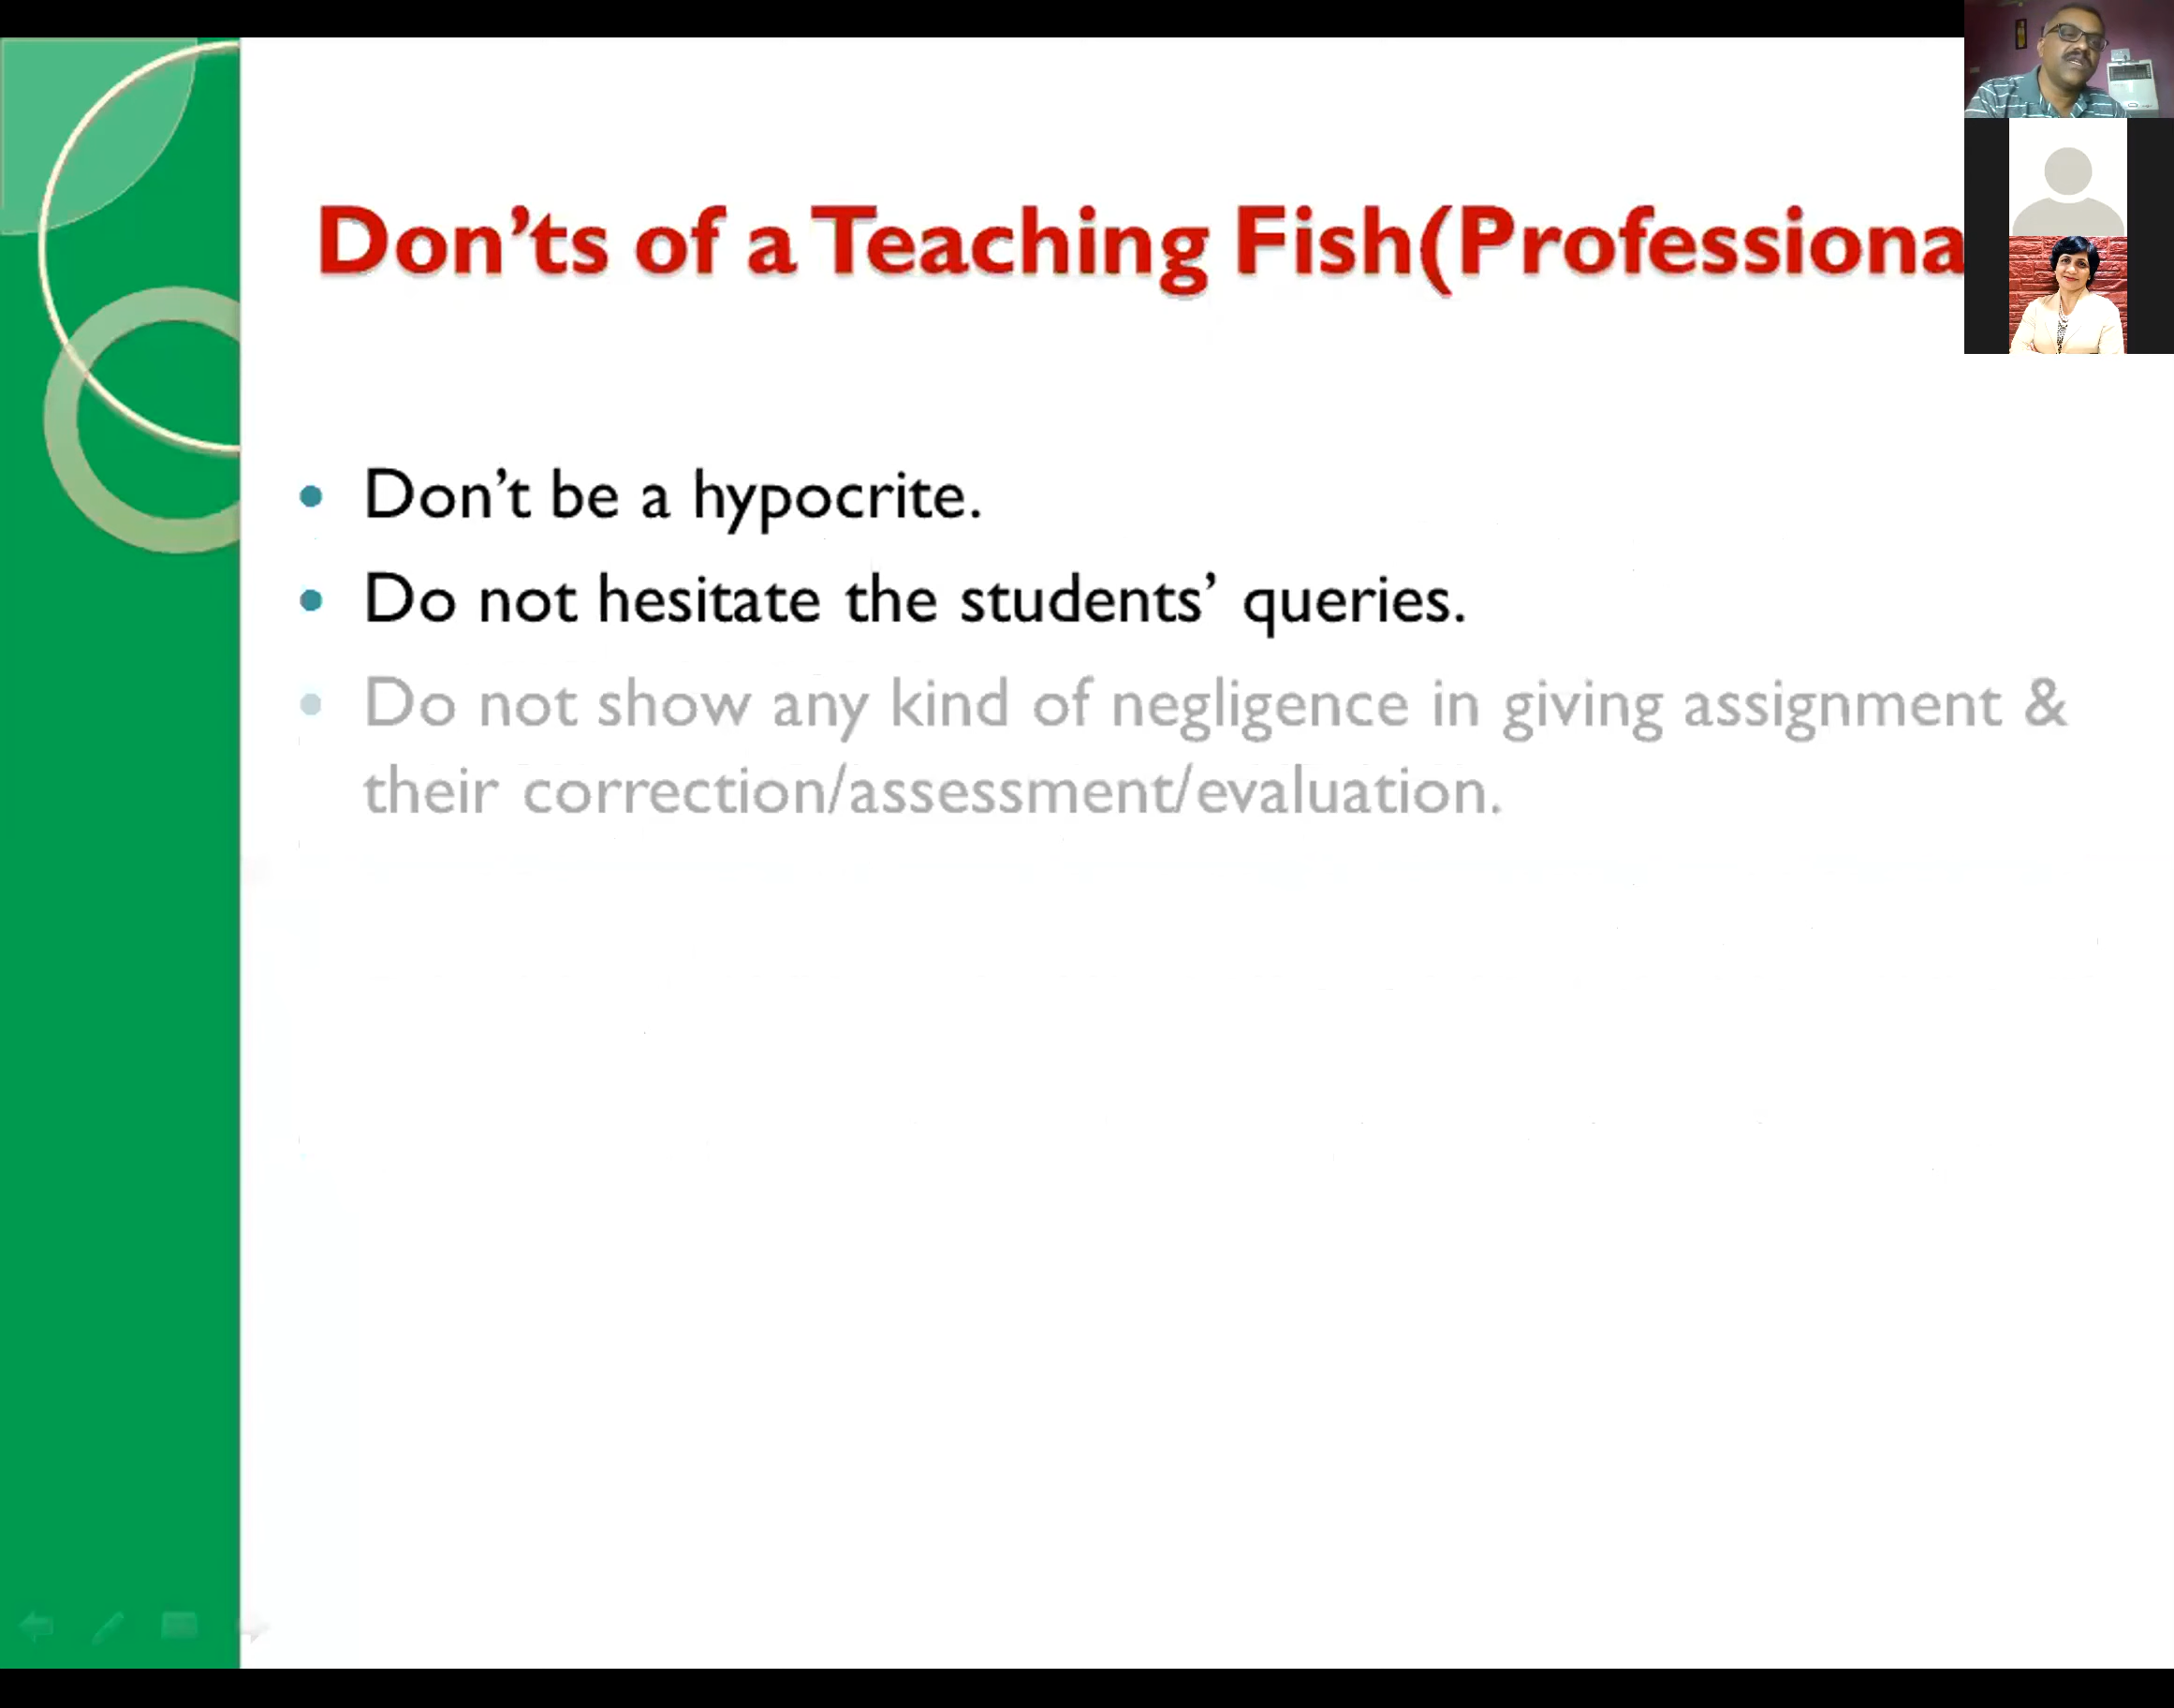 Don’ts of a Teaching Fish(Professiona
• Don’t be a hypocrite.
• Do not hesitate the students’ queries.
• Do not show any kind of negligence in giving assignment &
their correction/assessment/evaluation.